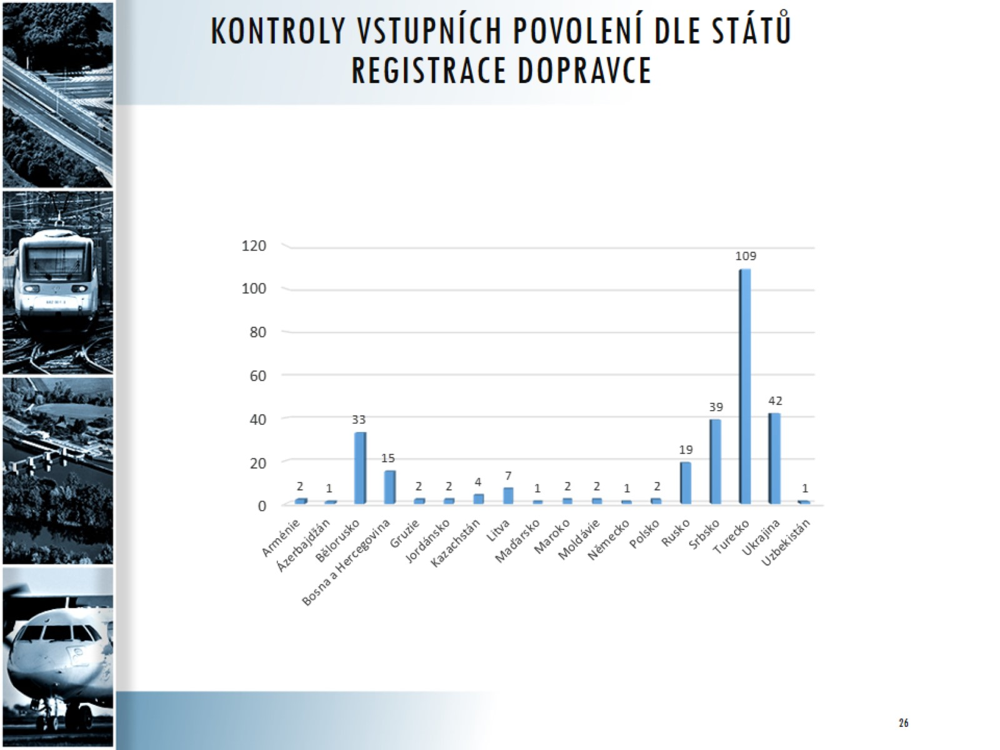 KONTROLY VSTUPNÍCH POVOLENÍ DLE STÁTŮ
REGISTRACE DOPRAVCE
120
100
80
60
40
20
0
2
1
33
15
2
2
4
7
1
2
2
1
2
19
39
109
42
1
Arménie
Ázerbajdžán
Bělorusko
Bosna a Hercegovina
Gruzie
Jordánsko
Kazachstán
Litva
Maďarsko
Maroko
Moldávie
Německo
Polsko
Rusko
Srbsko
Turecko
Ukrajina
Uzbekistán
26